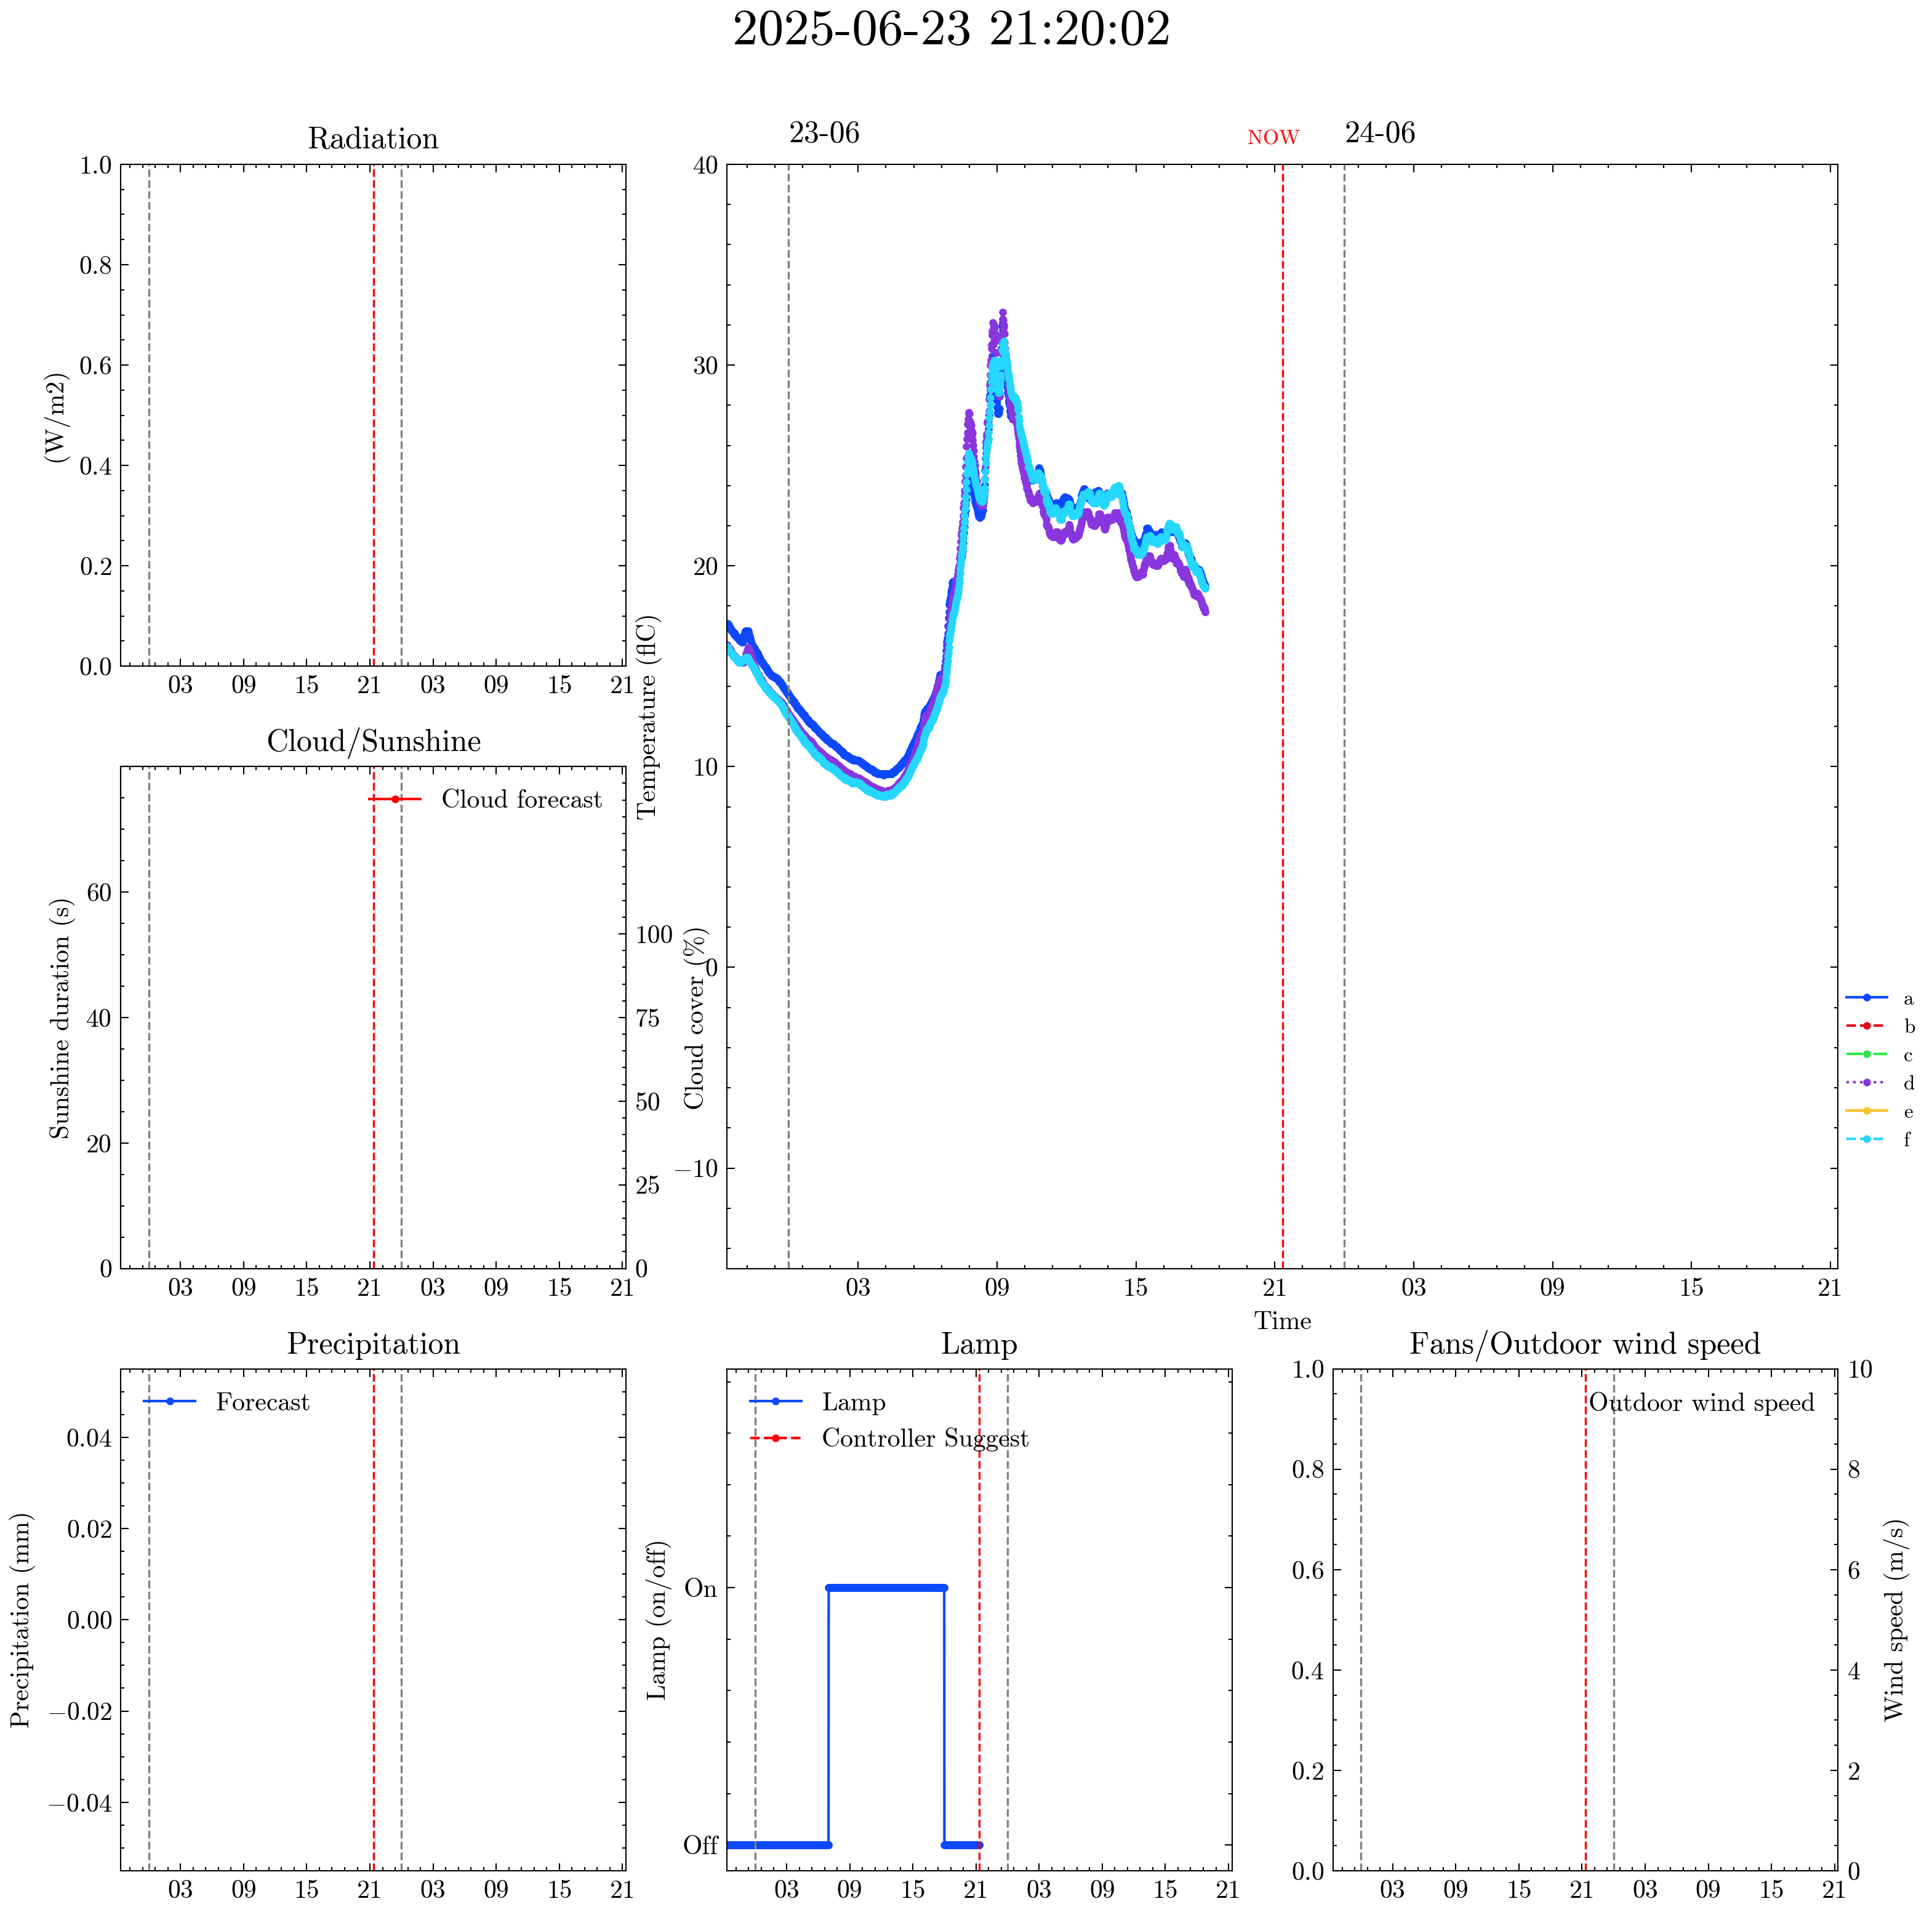 2025-06-23 21:20:02
Radiation
1.0
0.8
0.6
0.4
0.2
0.0
(W/m2)
03 09 15 21 03 09 15 21
23-06 NOW 24-06
40
30
20
10
0
−10
Temperature (flC)
03 09 15 21 03 09 15 21
Time
a
b
c
d
e
f
Cloud/Sunshine
Cloud forecast
60
40
20
0
Sunshine duration (s)
100
75
50
25
0
Cloud cover (%)
03 09 15 21 03 09 15 21
Precipitation
Forecast
0.04
0.02
0.00
−0.02
−0.04
Precipitation (mm)
03 09 15 21 03 09 15 21
Lamp
Lamp
Controller Suggest
On
Off
Lamp (on/off)
03 09 15 21 03 09 15 21
Fans/Outdoor wind speed
Outdoor wind speed
1.0
0.8
0.6
0.4
0.2
0.0
10
8
6
4
2
0
Wind speed (m/s)
03 09 15 21 03 09 15 21